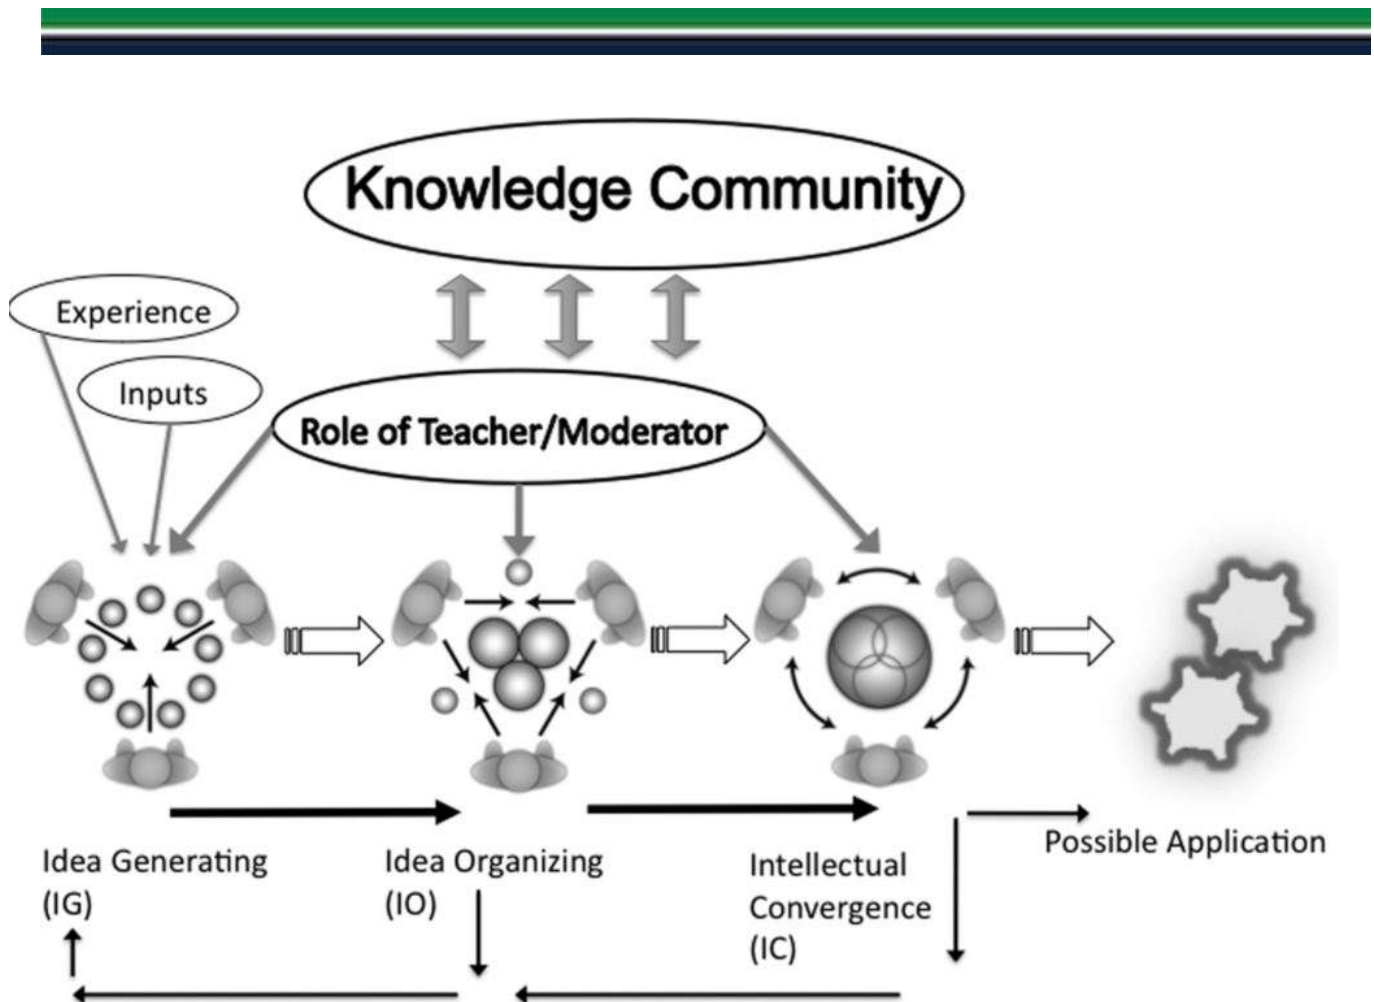 Knowledge Community
Experience
Inputs
Role of Teacher/Moderator
Idea Generating
(IG)
Idea Organizing
(IO)
Intellectual
Convergence
(IC)
Possible Application